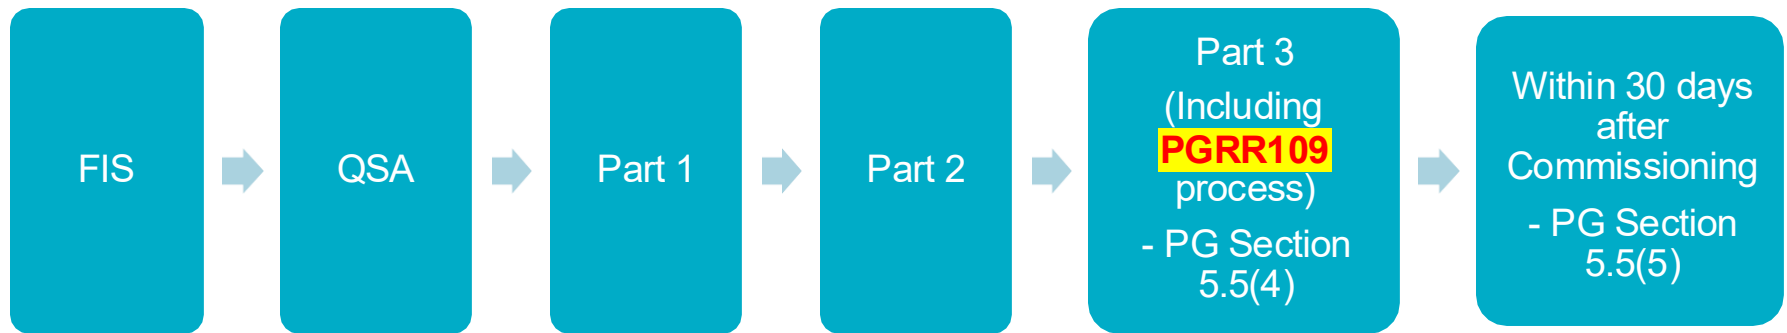 FIS
QSA
Part 1
Part 2
Part 3
(Including
PGRR109
process)
- PG Section
5.5(4)
Within 30 days
after
Commissioning
- PG Section
5.5(5)